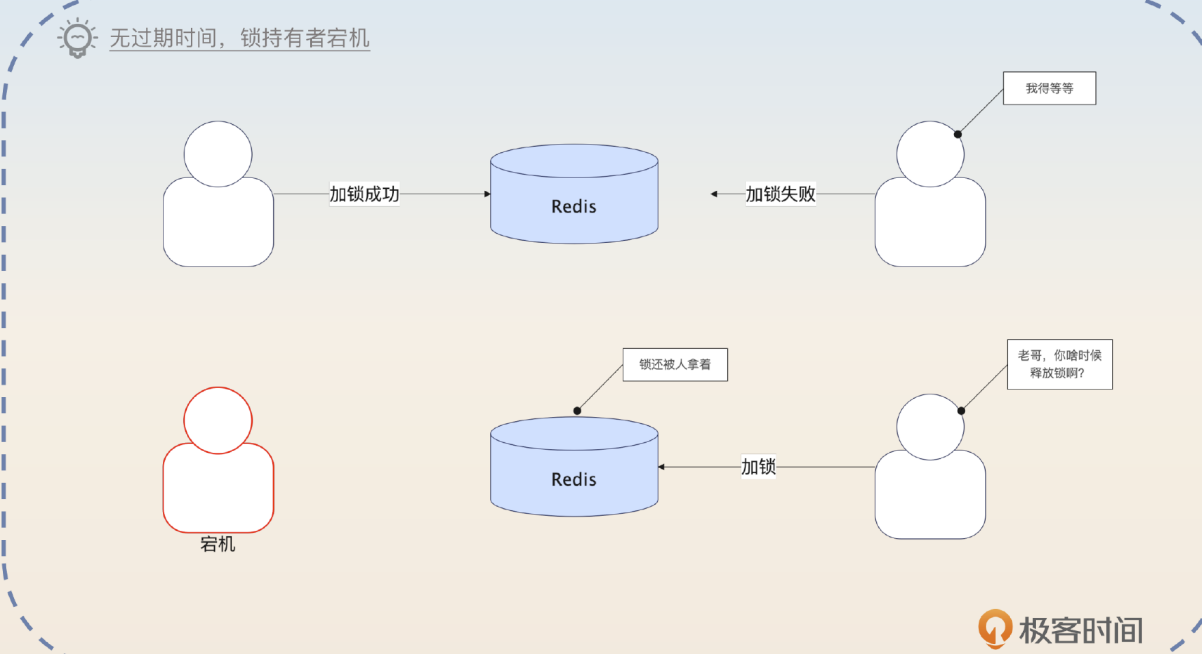 无过期时间，锁持有者宕机
我得等等
加锁成功
Redis
加锁失败
锁还被人拿着
老哥，你啥时候
释放锁啊？
Redis
加锁
宕机
极客时间